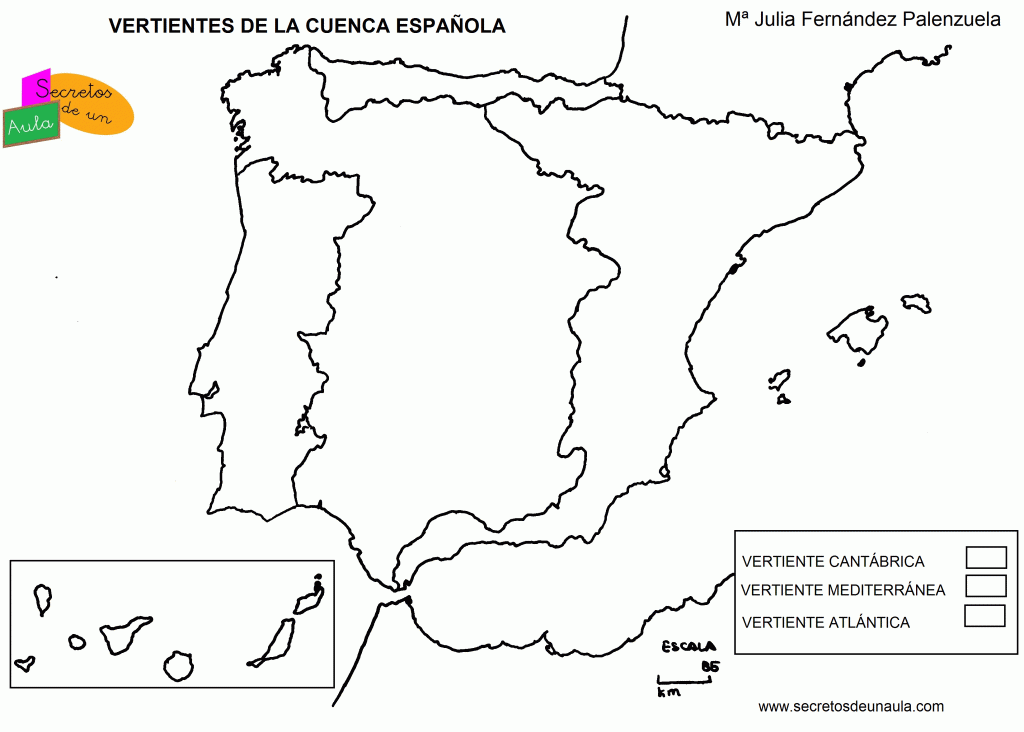 VERTIENTES DE LA CUENCA ESPAÑOLA
Mª Julia Fernández Palenzuela
Secretos
de un
Aula
VERTIENTE CANTÁBRICA
VERTIENTE MEDITERRÁNEA
VERTIENTE ATLÁNTICA
ESCALA
85
km
www.secretosdeunaula.com